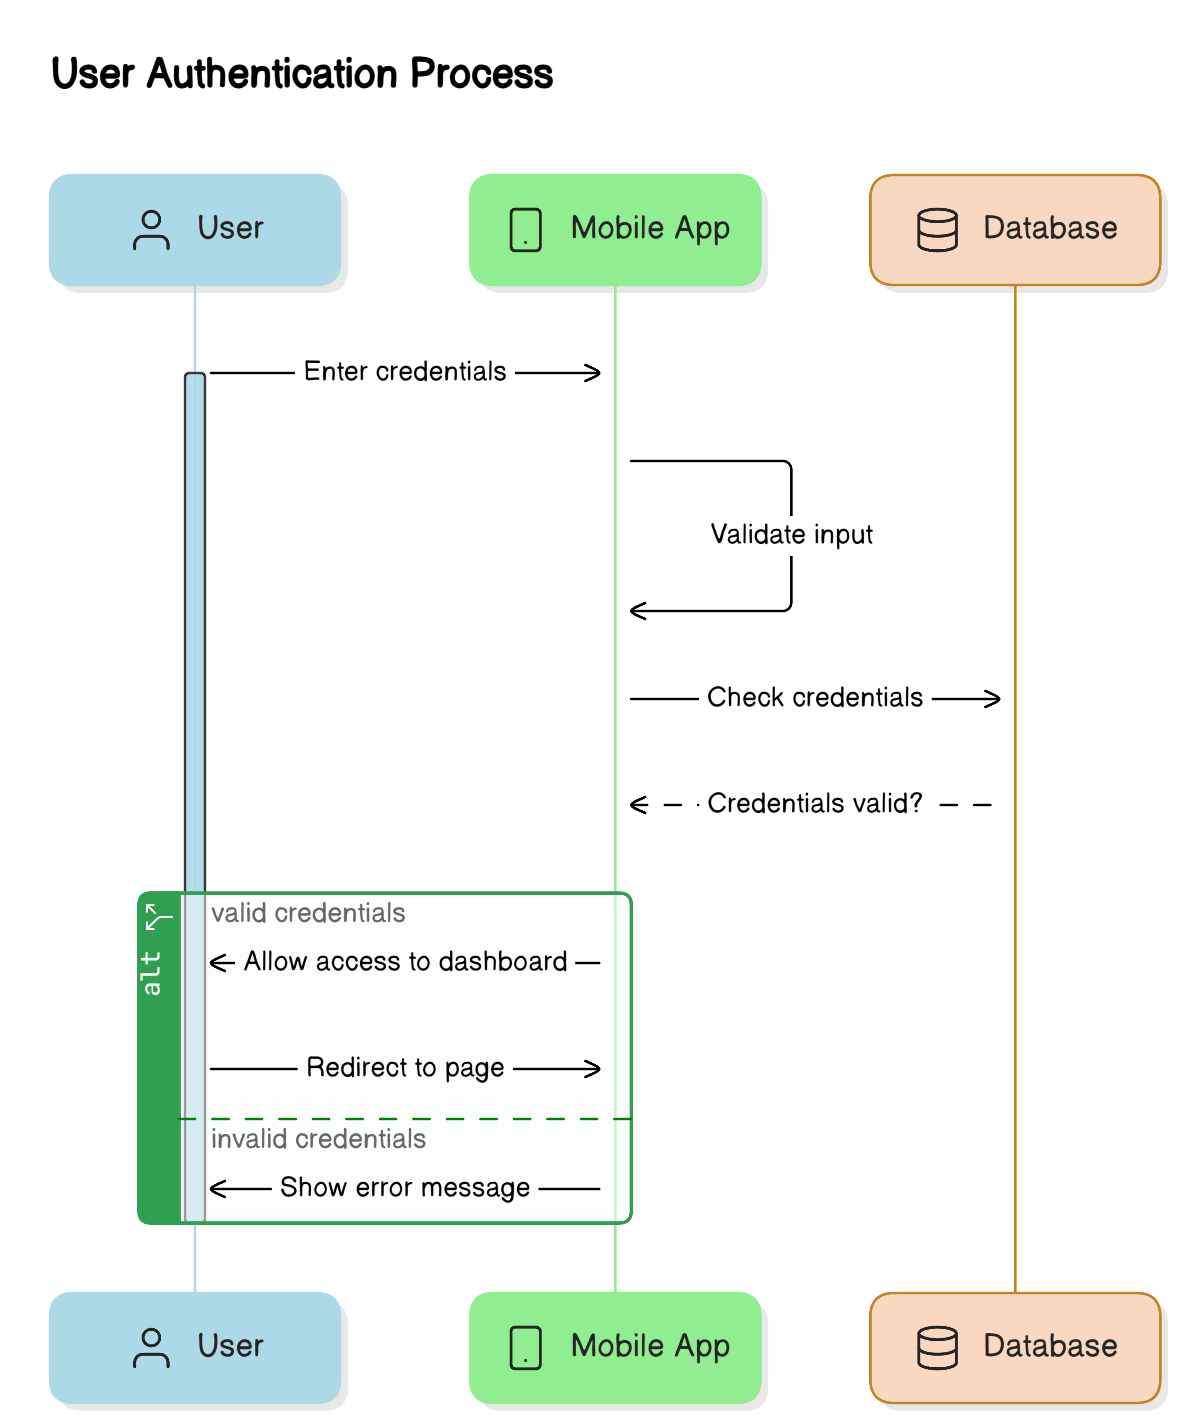 User Authentication Process
User
Mobile App
Database
Enter credentials
Validate input
Check credentials
Credentials valid?
alt
valid credentials
Allow access to dashboard
Redirect to page
invalid credentials
Show error message
User
Mobile App
Database